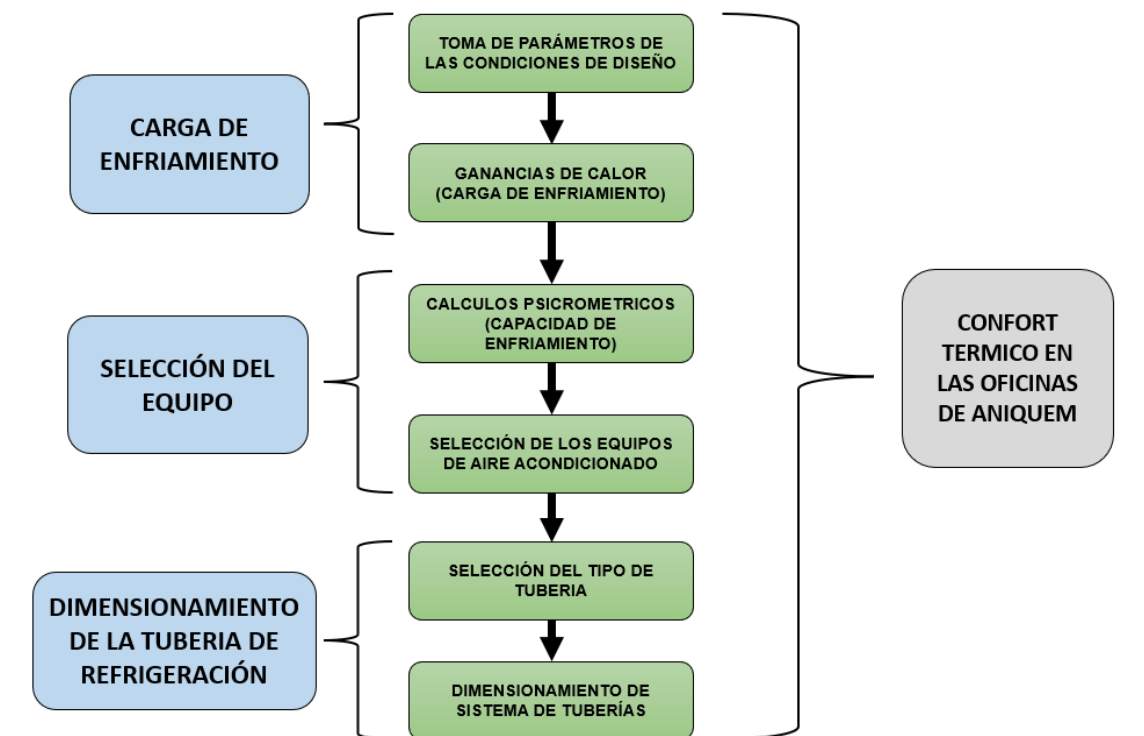 TOMA DE PARÁMETROS DE
LAS CONDICIONES DE DISEÑO
CARGA DE
ENFRIAMIENTO
GANANCIAS DE CALOR
(CARGA DE ENFRIAMIENTO)
CALCULOS PSICROMETRICOS
(CAPACIDAD DE
ENFRIAMIENTO)
SELECCIÓN DEL
EQUIPO
SELECCIÓN DE LOS EQUIPOS
DE AIRE ACONDICIONADO
SELECCIÓN DEL TIPO DE
TUBERIA
DIMENSIONAMIENTO
DE LA TUBERIA DE
REFRIGERACIÓN
DIMENSIONAMIENTO DE
SISTEMA DE TUBERÍAS
CONFORT
TERMICO EN
LAS OFICINAS
DE ANIQUEM